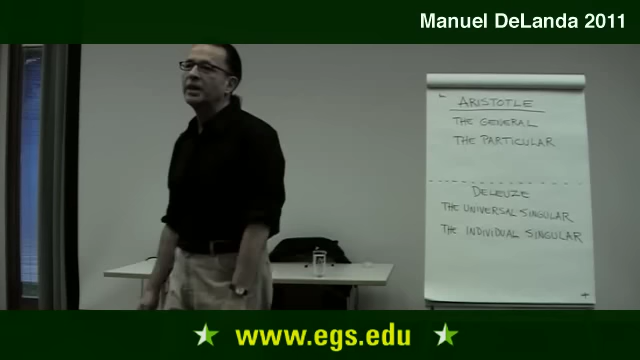 Manuel DeLanda 2011
ARISTOTLE
THE GENERAL
THE PARTICULAR
DELEUZE
THE UNIVERSAL SINGULAR
THE INDIVIDUAL SINGULAR
www.egs.edu